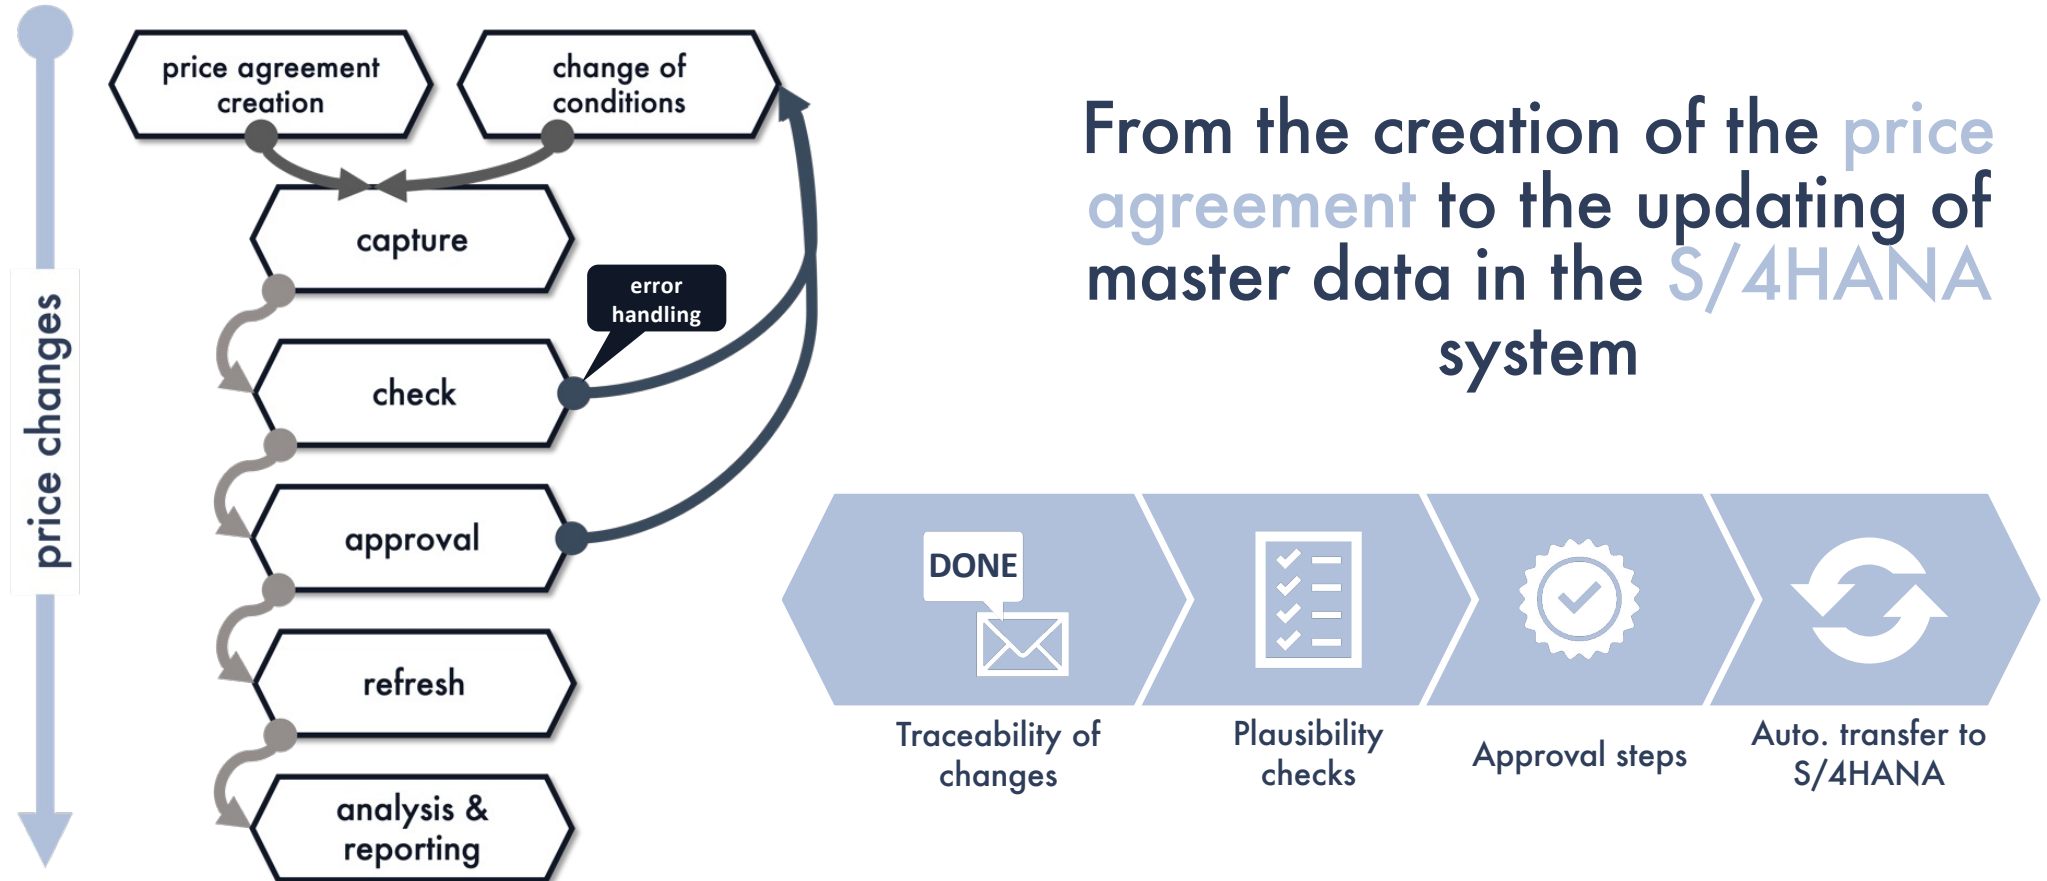 price agreement
creation
change of
conditions
capture
error
handling
check
approval
refresh
analysis &
reporting
price changes
From the creation of the price
agreement to the updating of
master data in the S/4HANA
system
DONE
Traceability of
changes
Plausibility
checks
Approval steps
Auto. transfer to
S/4HANA